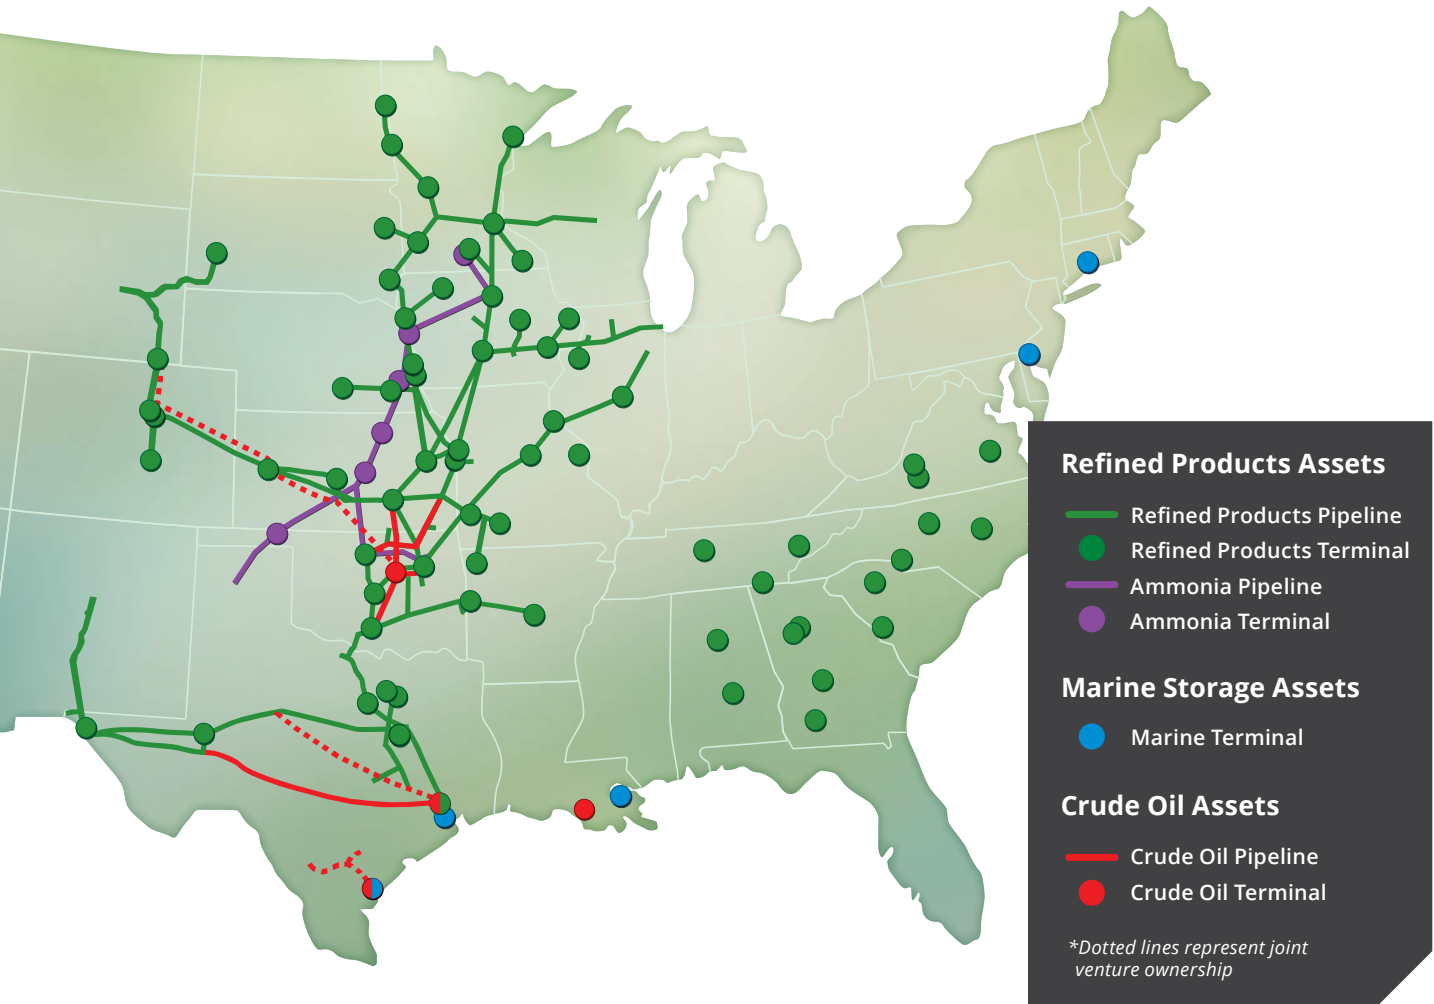 Refined Products Assets
Refined Products Pipeline
Refined Products Terminal
Ammonia Pipeline
Ammonia Terminal
Marine Storage Assets
Marine Terminal
Crude Oil Assets
Crude Oil Pipeline
Crude Oil Terminal
*Dotted lines represent joint
venture ownership